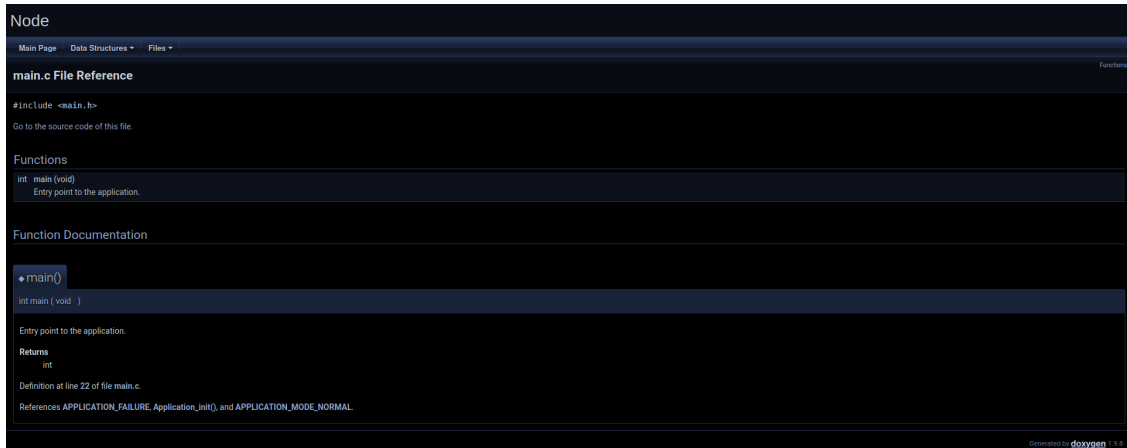 Node
Main Page Data Structures Files
Functions
main.c File Reference
#include <main.h>
Go to the source code of this file.
Functions
int main (void)
Entry point to the application.
Function Documentation
◆ main()
int main ( void )
Entry point to the application.
Returns
int
Definition at line 22 of file main.c.
References APPLICATION_FAILURE, Application_init(), and APPLICATION_MODE_NORMAL.
Generated by doxygen 1.9.8